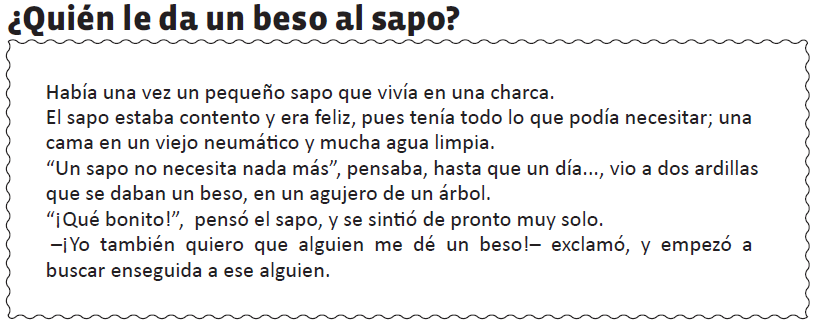 ¿Quién le da un beso al sapo?
Había una vez un pequeño sapo que vivía en una charca.
El sapo estaba contento y era feliz, pues tenía todo lo que podía necesitar; una
cama en un viejo neumático y mucha agua limpia.
“Un sapo no necesita nada más”, pensaba, hasta que un día..., vio a dos ardillas
que se daban un beso, en un agujero de un árbol.
“¡Qué bonito!”, pensó el sapo, y se sintió de pronto muy solo.
–¡Yo también quiero que alguien me dé un beso!– exclamó, y empezó a
buscar enseguida a ese alguien.